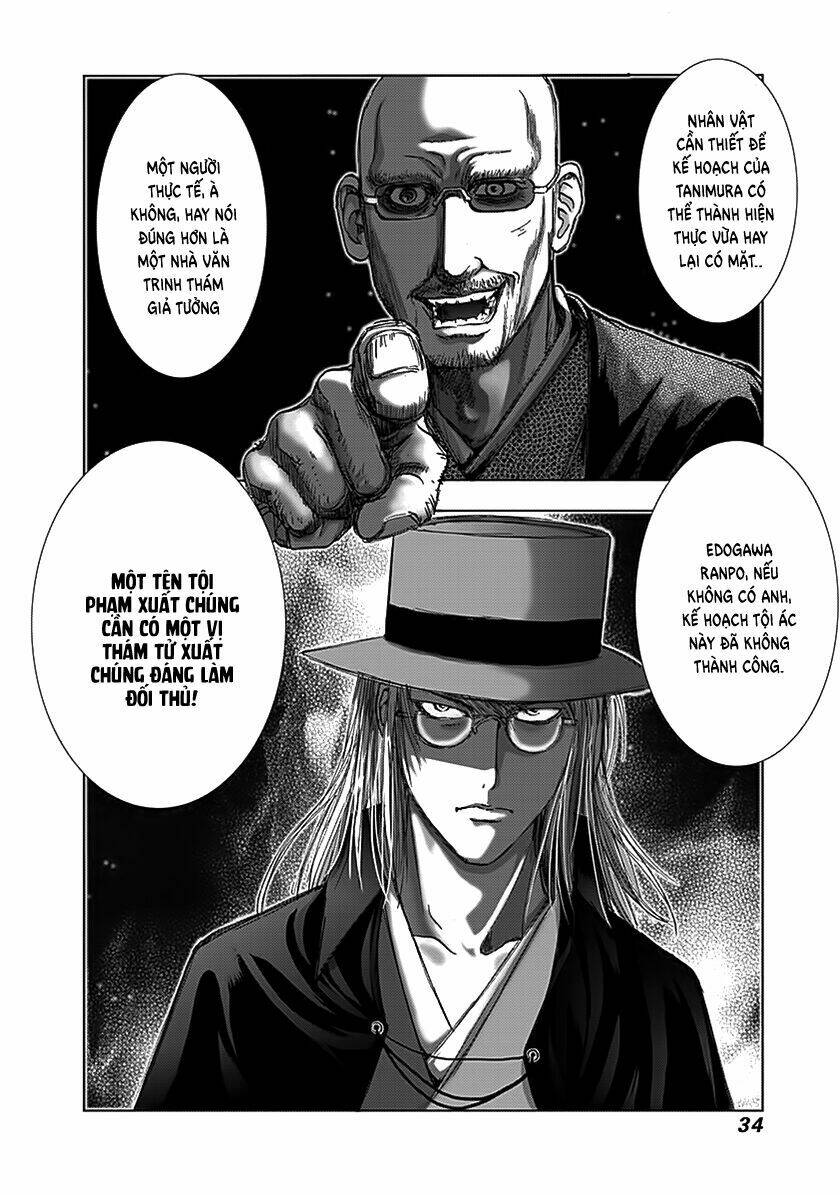 NHÂN VẬT
CẦN THIẾT ĐỂ
KẾ HOẠCH CỦA
TANIMURA CÓ
THỂ THÀNH HIỆN
THỰC VỪA HAY
LẠI CÓ MẶT..
MỘT NGƯỜI
THỰC TẾ, À
KHÔNG, HAY NÓI
ĐÚNG HƠN LÀ
MỘT NHÀ VĂN
TRINH THÁM
GIẢ TƯỞNG
EDOGAWA
RANPO, NẾU
KHÔNG CÓ ANH,
KẾ HOẠCH TỘI ÁC
NÀY ĐÃ KHÔNG
THÀNH CÔNG.
MỘT TÊN TỘI
PHẠM XUẤT CHÚNG
CẦN CÓ MỘT VỊ
THÁM TỬ XUẤT
CHÚNG ĐÁNG LÀM
ĐỐI THỦ!
34